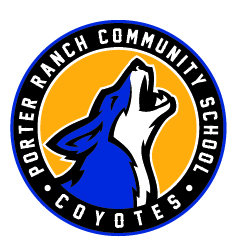 PORTER RANCH COMMUNITY SCHOOL
• COYOTES •